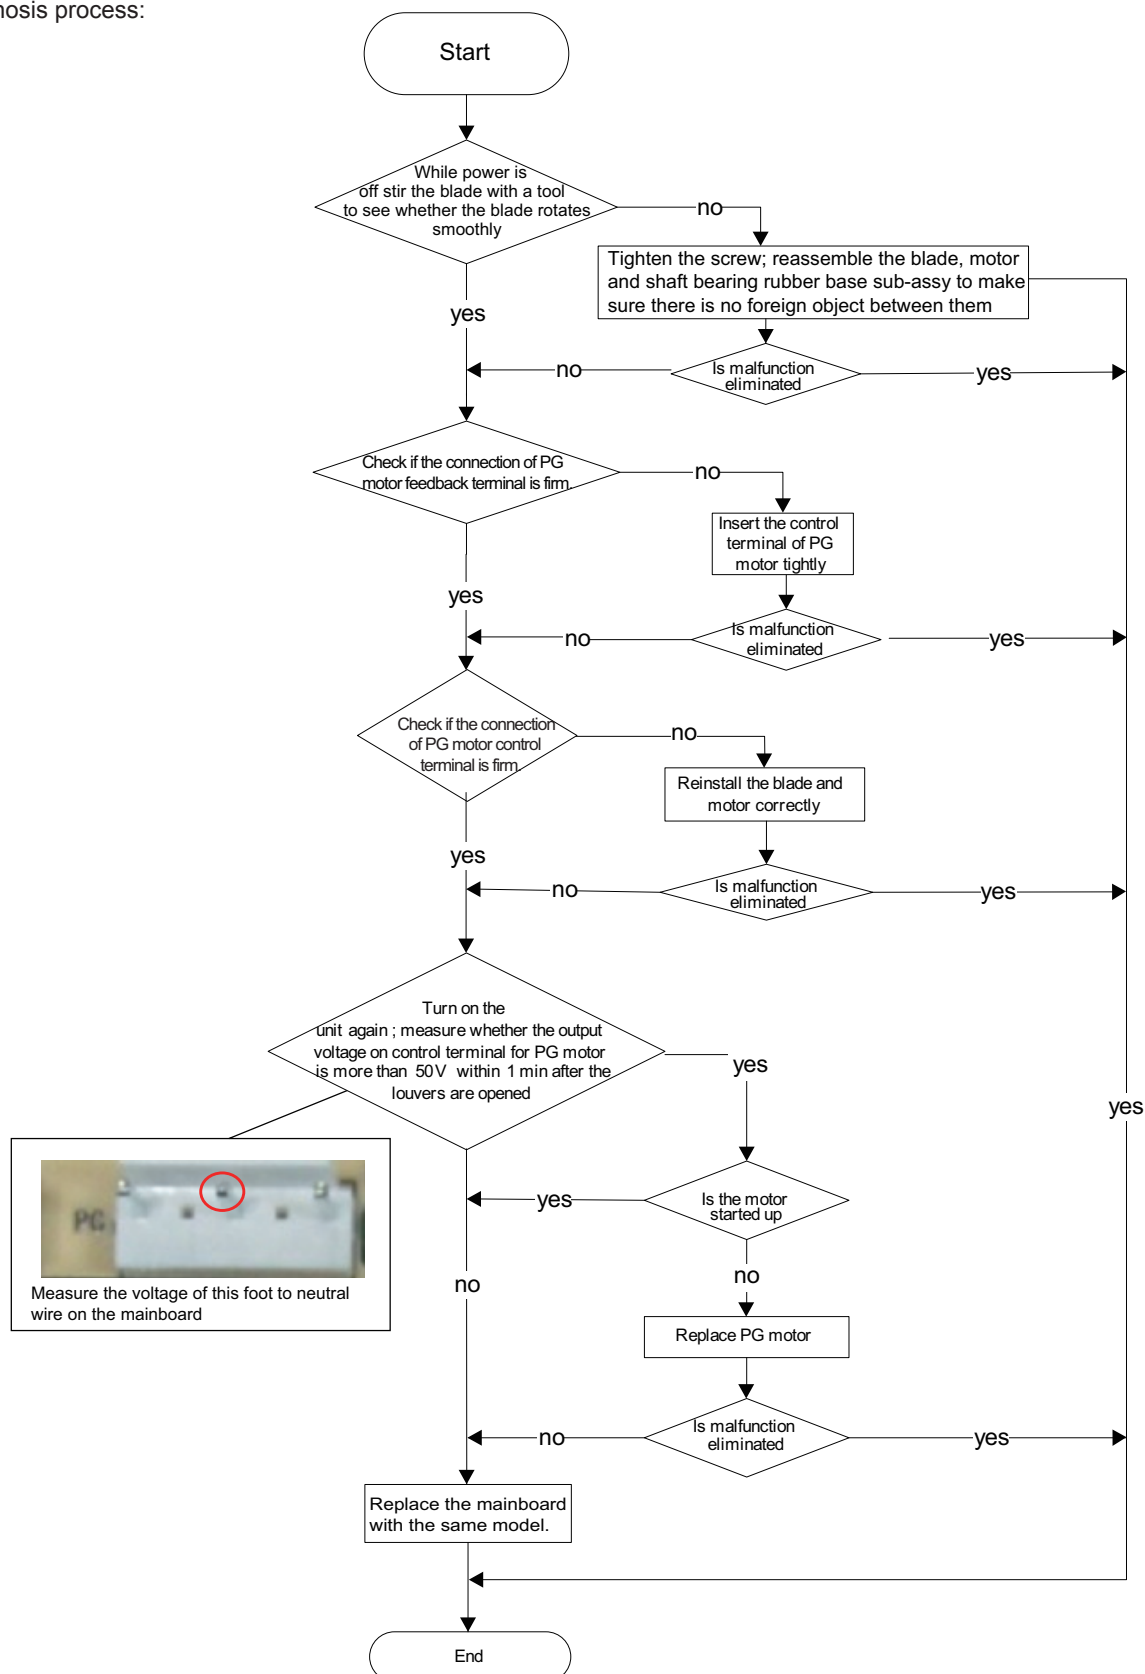 nosis process:
Start
While power is
off stir the blade with a tool
to see whether the blade rotates
smoothly
no
Tighten the screw; reassemble the blade, motor
and shaft bearing rubber base sub-assy to make
sure there is no foreign object between them
yes
Is malfunction
eliminated
no
yes
Check if the connection of PG
motor feedback terminal is firm.
no
Insert the control
terminal of PG
motor tightly
yes
Is malfunction
eliminated
no
yes
Check if the connection
of PG motor control
terminal is firm.
no
Reinstall the blade and
motor correctly
yes
Is malfunction
eliminated
no
yes
Turn on the
unit again ; measure whether the output
voltage on control terminal for PG motor
is more than 50V within 1 min after the
louvers are opened
yes
yes
PG
Measure the voltage of this foot to neutral
wire on the mainboard
Is the motor
started up
yes
no
no
Replace PG motor
Is malfunction
eliminated
no
yes
Replace the mainboard
with the same model.
End